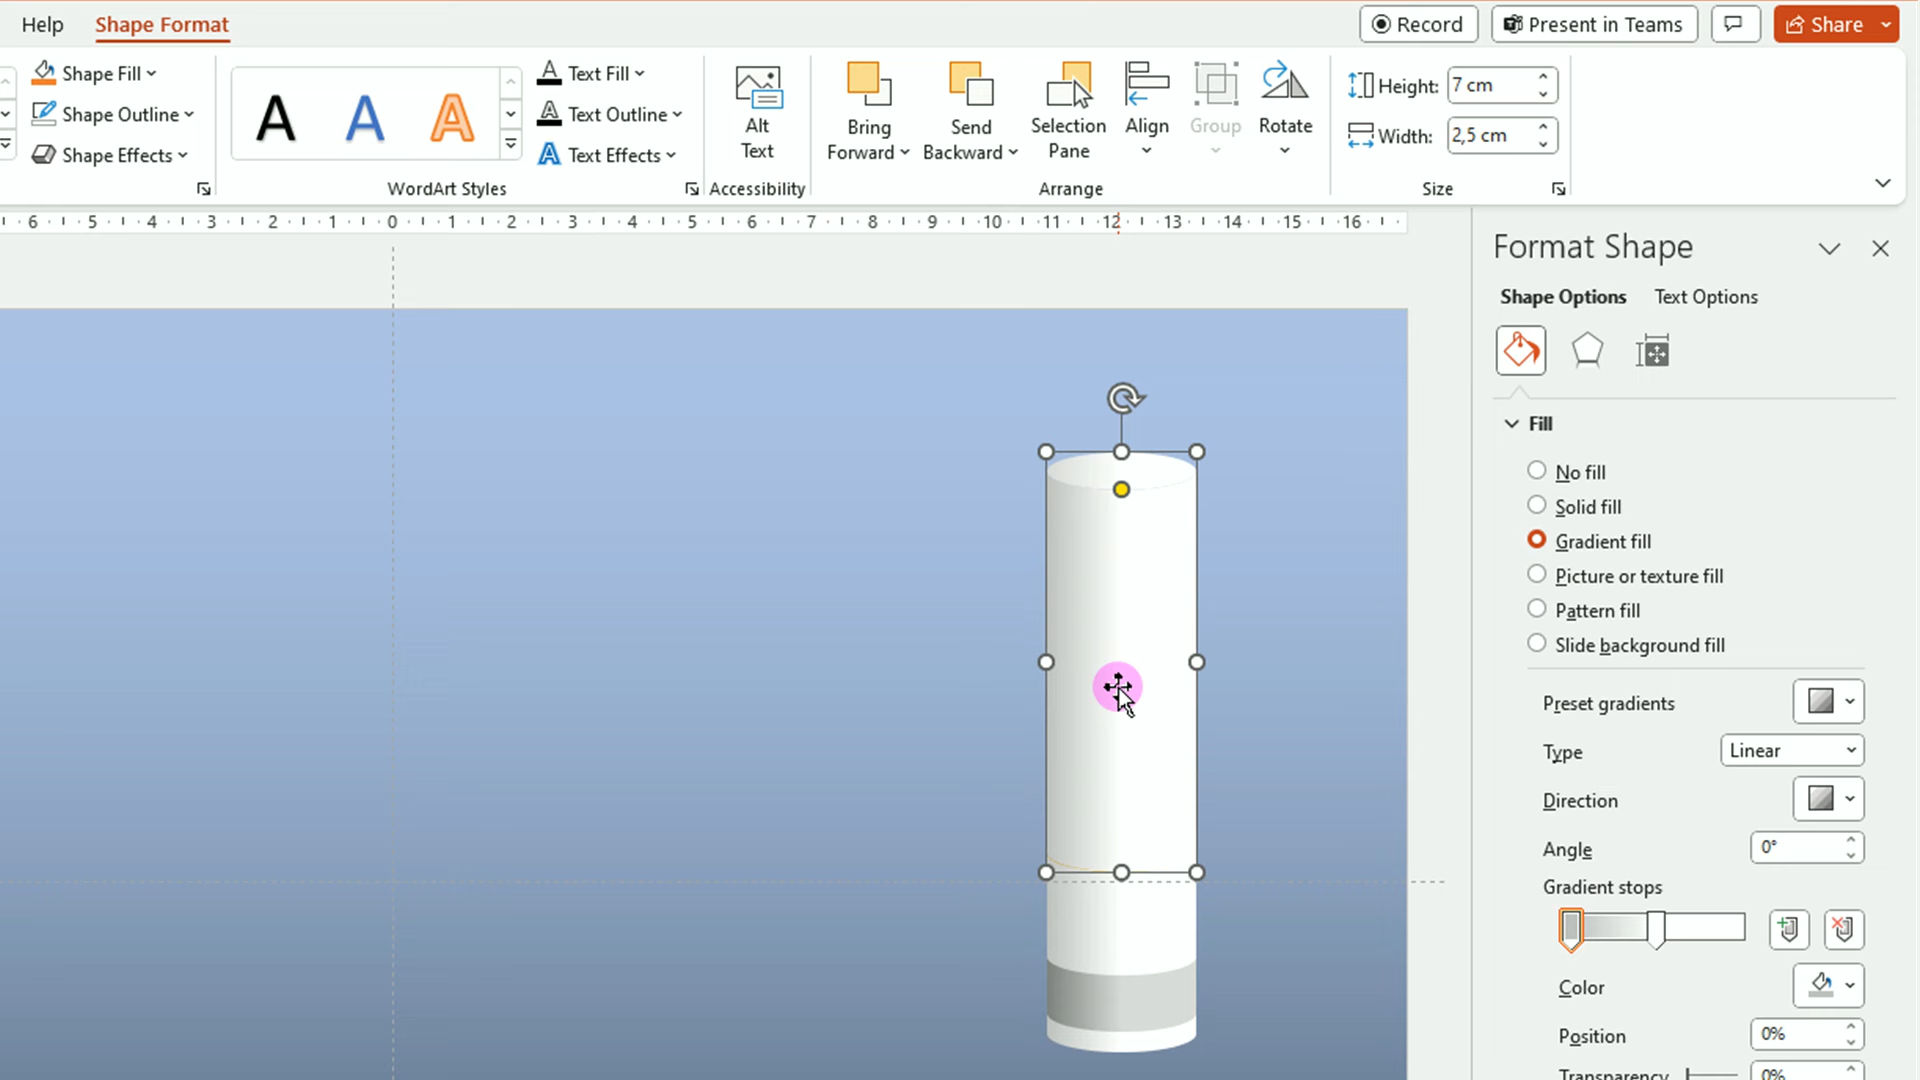 Help
Shape Format
Record
Present in Teams
Share
Shape Fill
Shape Outline
Shape Effects
A A A
Text Fill
Text Outline
Text Effects
WordArt Styles
Alt
Text
Accessibility
Bring
Forward
Send
Backward
Selection
Pane
Align
Group
Rotate
Arrange
Height: 7 cm
Width: 2,5 cm
Size
6 5 4 3 2 1 0 1 2 3 4 5 6 7 8 9 10 11 12 13 14 15 16
Format Shape
Shape Options Text Options
Fill
No fill
Solid fill
Gradient fill
Picture or texture fill
Pattern fill
Slide background fill
Preset gradients
Type Linear
Direction
Angle 0°
Gradient stops
Color
Position 0%
Transparency 0%